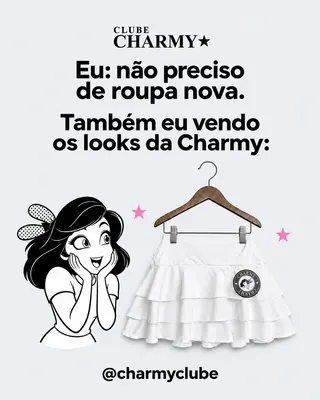 CLUBE
CHARMY★
Eu: não preciso
de roupa nova.
Também eu vendo
os looks da Charmy:
@charmyclube